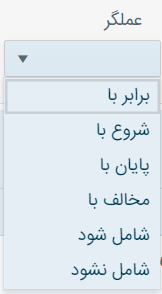 عملگر
برابر با
شروع با
پایان با
مخالف با
شامل شود
شامل نشود